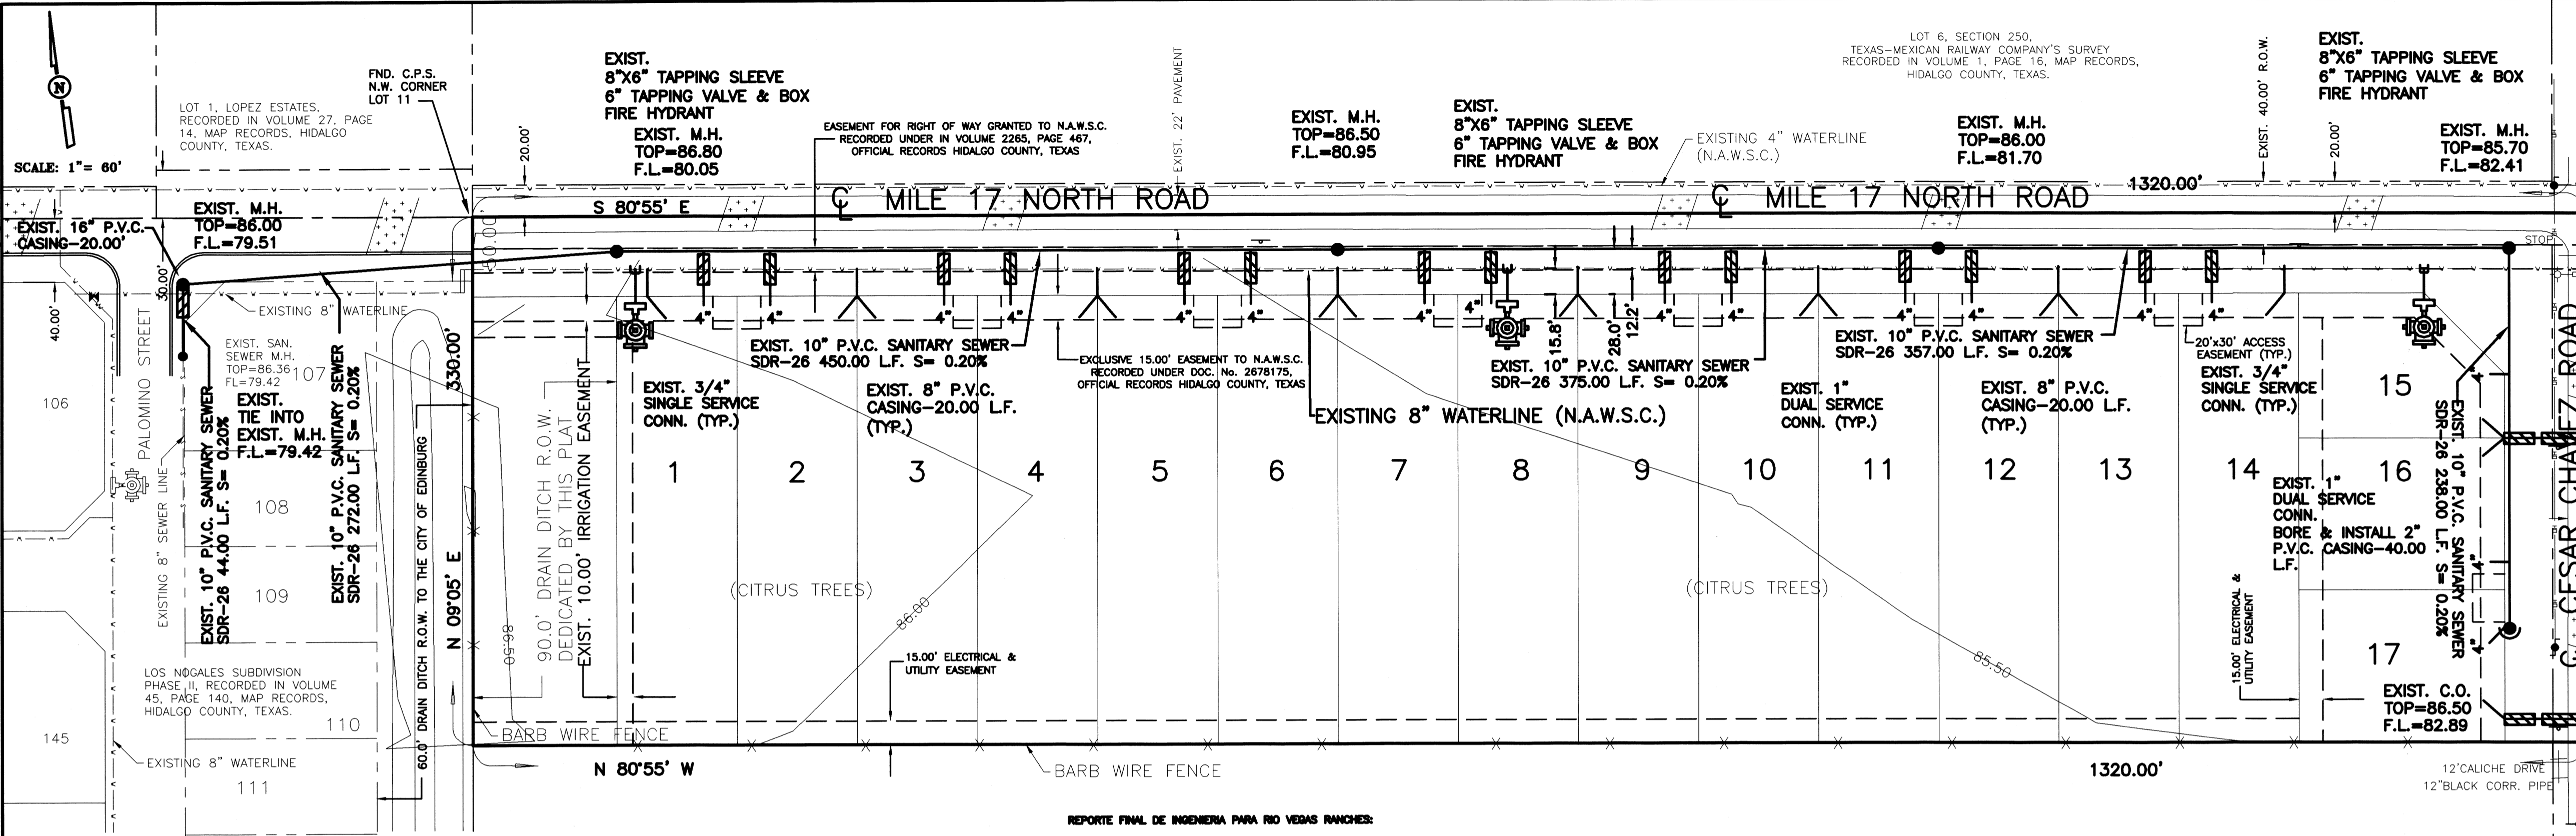 N
SCALE: 1"= 60'
LOT 1, LOPEZ ESTATES,
RECORDED IN VOLUME 27, PAGE
14, MAP RECORDS, HIDALGO
COUNTY, TEXAS.
FND. C.P.S.
N.W. CORNER
LOT 11
EXIST.
8"X6" TAPPING SLEEVE
6" TAPPING VALVE & BOX
FIRE HYDRANT
EXIST. M.H.
TOP=86.80
F.L.=80.05
20.00'
EASEMENT FOR RIGHT OF WAY GRANTED TO N.A.W.S.C.
RECORDED UNDER IN VOLUME 2265, PAGE 467,
OFFICIAL RECORDS HIDALGO COUNTY, TEXAS
EXIST. 22' PAVEMENT
EXIST. M.H.
TOP=86.50
F.L.=80.95
EXIST.
8"X6" TAPPING SLEEVE
6" TAPPING VALVE & BOX
FIRE HYDRANT
EXISTING 4" WATERLINE
(N.A.W.S.C.)
LOT 6, SECTION 250,
TEXAS-MEXICAN RAILWAY COMPANY'S SURVEY
RECORDED IN VOLUME 1, PAGE 16, MAP RECORDS,
HIDALGO COUNTY, TEXAS.
EXIST. M.H.
TOP=86.00
F.L.=81.70
EXIST. 40.00' R.O.W.
20.00'
EXIST.
8"X6" TAPPING SLEEVE
6" TAPPING VALVE & BOX
FIRE HYDRANT
EXIST. M.H.
TOP=85.70
F.L.=82.41
S 80°55' E
℄ MILE 17 NORTH ROAD
℄ MILE 17 NORTH ROAD
1320.00'
STOP
EXIST. 16" P.V.C.
CASING-20.00'
EXIST. M.H.
TOP=86.00
F.L.=79.51
30.00'
40.00'
50.00'
EXISTING 8" WATERLINE
PALOMINO STREET
EXIST. SAN.
SEWER M.H.
TOP=86.36
FL=79.42
EXIST.
TIE INTO
EXIST. M.H.
F.L.=79.42
106
107
108
109
110
111
145
EXISTING 8" SEWER LINE
EXIST. 10" P.V.C. SANITARY SEWER
SDR-26 44.00 L.F. S= 0.20%
EXIST. 10" P.V.C. SANITARY SEWER
SDR-26 272.00 L.F. S= 0.20%
LOS NOGALES SUBDIVISION
PHASE II, RECORDED IN VOLUME
45, PAGE 140, MAP RECORDS,
HIDALGO COUNTY, TEXAS.
EXISTING 8" WATERLINE
60.0' DRAIN DITCH R.O.W. TO THE CITY OF EDINBURG
330.00'
N 09°05' E
86.50
90.0' DRAIN DITCH R.O.W.
DEDICATED BY THIS PLAT
EXIST. 10.00' IRRIGATION EASEMENT
4" 4" 4" 4" 4" 4" 4" 4" 4" 4" 4" 4" 4" 4"
EXIST. 10" P.V.C. SANITARY SEWER
SDR-26 450.00 L.F. S= 0.20%
EXIST. 3/4"
SINGLE SERVICE
CONN. (TYP.)
EXIST. 8" P.V.C.
CASING-20.00 L.F.
(TYP.)
EXCLUSIVE 15.00' EASEMENT TO N.A.W.S.C.
RECORDED UNDER DOC. No. 2678175,
OFFICIAL RECORDS HIDALGO COUNTY, TEXAS
15.8'
28.0'
12.2'
EXIST. 10" P.V.C. SANITARY SEWER
SDR-26 375.00 L.F. S= 0.20%
EXISTING 8" WATERLINE (N.A.W.S.C.)
EXIST. 10" P.V.C. SANITARY SEWER
SDR-26 357.00 L.F. S= 0.20%
EXIST. 1"
DUAL SERVICE
CONN. (TYP.)
EXIST. 8" P.V.C.
CASING-20.00 L.F.
(TYP.)
20'x30' ACCESS
EASEMENT (TYP.)
EXIST. 3/4"
SINGLE SERVICE
CONN. (TYP.)
1 2 3 4 5 6 7 8 9 10 11 12 13 14
15
16
17
EXIST. 1"
DUAL SERVICE
CONN.
BORE & INSTALL 2"
P.V.C. CASING-40.00
L.F.
EXIST. 10" P.V.C. SANITARY SEWER
SDR-26 238.00 L.F. S= 0.20%
4"
4"
4"
℄ CESAR CHAVEZ ROAD
(CITRUS TREES)
(CITRUS TREES)
86.00
85.50
15.00' ELECTRICAL &
UTILITY EASEMENT
15.00' ELECTRICAL &
UTILITY EASEMENT
EXIST. C.O.
TOP=86.50
F.L.=82.89
BARB WIRE FENCE
N 80°55' W
BARB WIRE FENCE
1320.00'
12'CALICHE DRIVE
12"BLACK CORR. PIPE
REPORTE FINAL DE INGENIERIA PARA RIO VEGAS RANCHES: